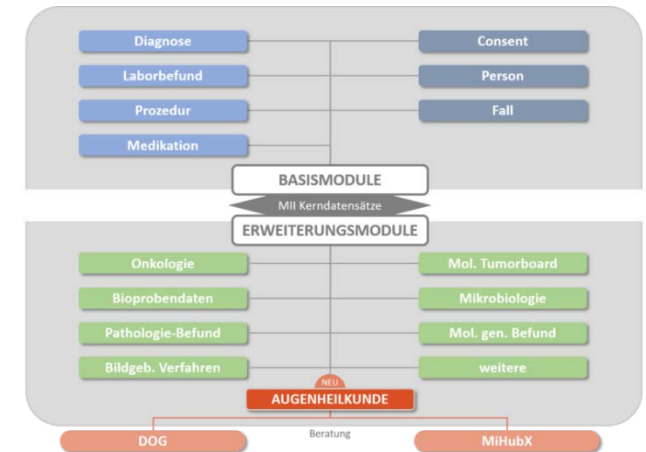 Diagnose
Consent
Laborbefund
Person
Prozedur
Fall
Medikation
BASISMODULE
MII Kerndatensätze
ERWEITERUNGSMODULE
Onkologie
Mol. Tumorboard
Bioprobendaten
Mikrobiologie
Pathologie-Befund
Mol. gen. Befund
Bildgeb. Verfahren
weitere
NEU
AUGENHEILKUNDE
Beratung
DOG
MiHubX